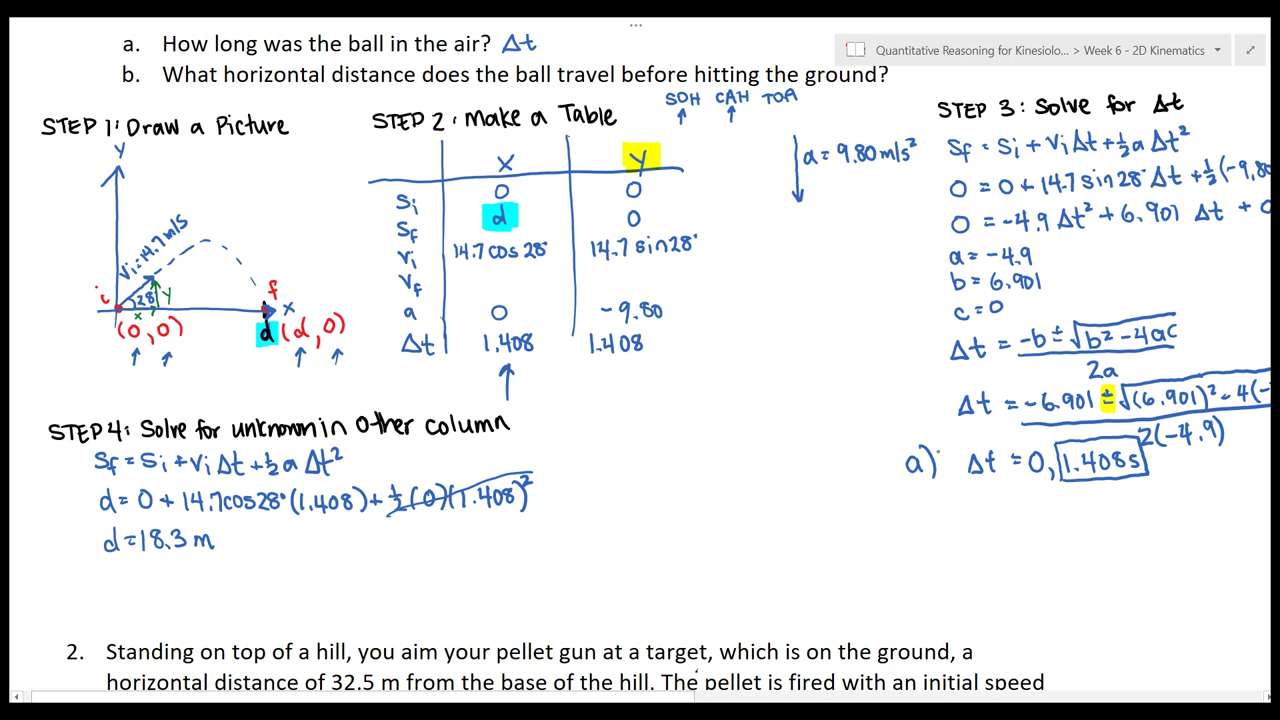 a. How long was the ball in the air? Δt
b. What horizontal distance does the ball travel before hitting the ground?
Quantitative Reasoning for Kinesiolo... > Week 6 - 2D Kinematics
STEP 1: Draw a Picture
y
Vi=14.7m/s
28°
y
x
i
f
x
(0,0)
d (d,0)
STEP 2: Make a Table
SOH CAH TOA
X Y
Si 0 0
Sf d 0
Vi 14.7 cos 28° 14.7 sin 28°
Vf
a 0 -9.80
Δt 1.408 1.408
a = 9.80m/s²
STEP 3: Solve for Δt
Sf = Si + ViΔt + ½ a Δt²
0 = 0 + 14.7 sin 28° Δt + ½(-9.80
0 = -4.9 Δt² + 6.901 Δt + 0
a = -4.9
b = 6.901
c = 0
Δt = -b ± √b² - 4ac
2a
Δt = -6.901 ± √(6.901)² - 4(-
2(-4.9)
a) Δt = 0, 1.408s
STEP 4: Solve for unknown in other column
Sf = Si + Vi Δt + ½ a Δt²
d = 0 + 14.7cos28° (1.408) + ½ (0)(1.408)²
d = 18.3 m
2. Standing on top of a hill, you aim your pellet gun at a target, which is on the ground, a
horizontal distance of 32.5 m from the base of the hill. The pellet is fired with an initial speed